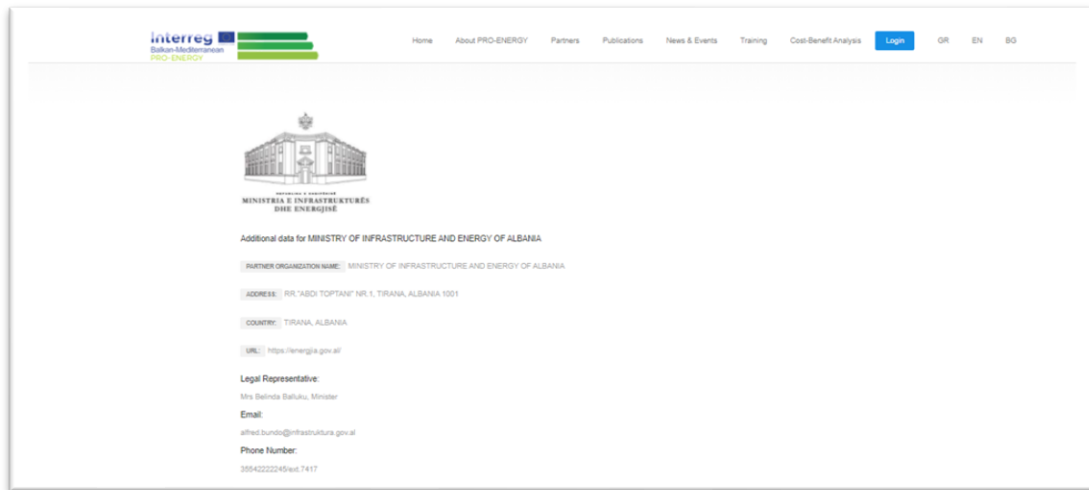 Interreg
Balkan-Mediterranean
PRO-ENERGY
Home About PRO-ENERGY Partners Publications News & Events Training Cost-Benefit Analysis Login GR EN BG
MINISTRIA E INFRASTRUKTURËS
DHE ENERGJISË
Additional data for MINISTRY OF INFRASTRUCTURE AND ENERGY OF ALBANIA
PARTNER ORGANIZATION NAME: MINISTRY OF INFRASTRUCTURE AND ENERGY OF ALBANIA
ADDRESS: RR."ABDI TOPTANI" NR.1, TIRANA, ALBANIA 1001
COUNTRY: TIRANA, ALBANIA
URL: https://energjia.gov.al/
Legal Representative:
Mrs Belinda Balluku, Minister
Email:
alfred.bundo@infrastruktura.gov.al
Phone Number:
35542222245/ext.7417